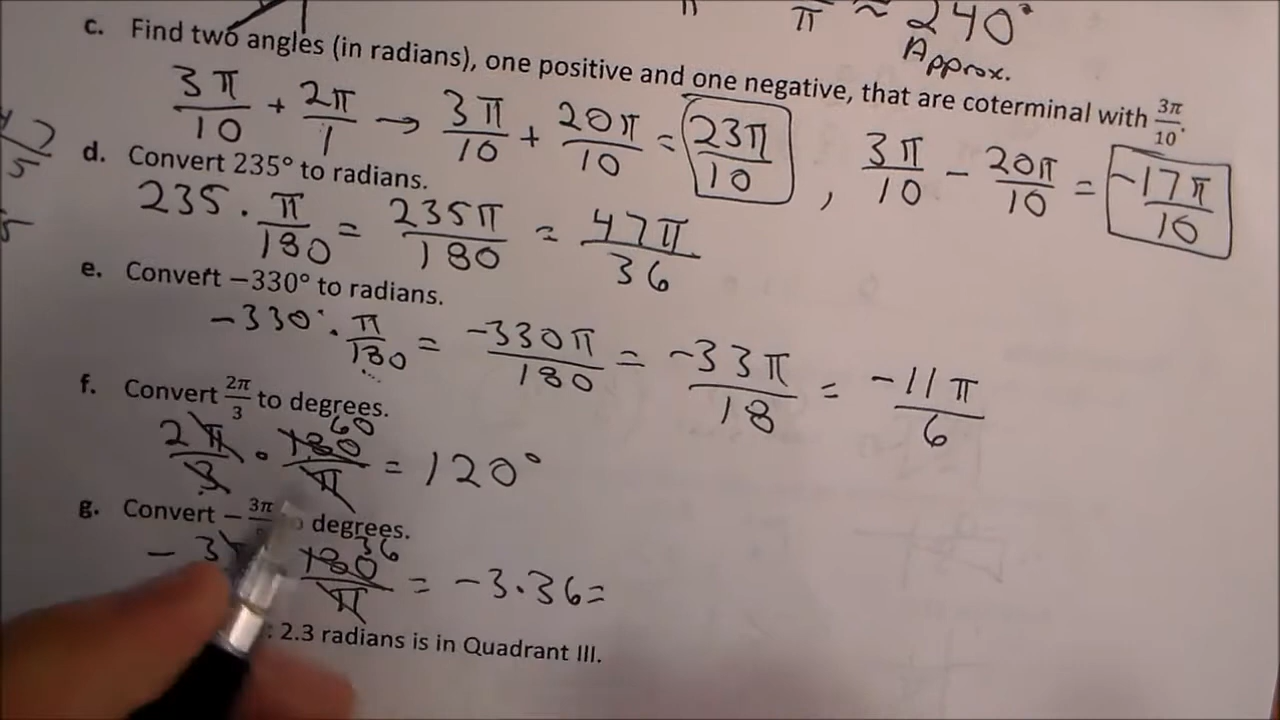 π π ≈ 240°
Approx.
c. Find two angles (in radians), one positive and one negative, that are coterminal with 3π/10.
3π/10 + 2π/1 → 3π/10 + 20π/10 = 23π/10 , 3π/10 − 20π/10 = -17π/10
d. Convert 235° to radians.
235 · π/180 = 235π/180 = 47π/36
e. Convert −330° to radians.
-330° · π/180 = -330π/180 = -33π/18 = -11π/6
f. Convert 2π/3 to degrees.
2π/3 · 180/π = 120°
60
g. Convert − 3π to degrees.
36
- 3 180/π = -3·36=
: 2.3 radians is in Quadrant III.